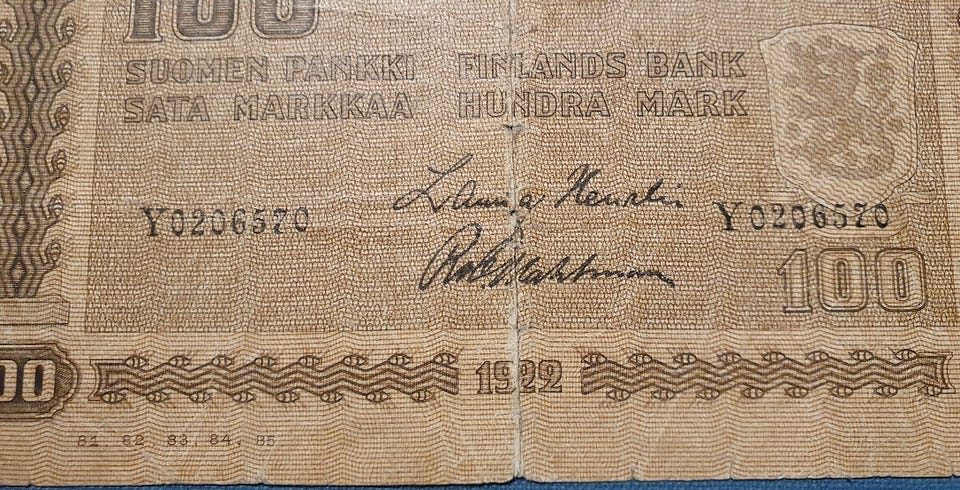 100
SUOMEN PANKKI FINLANDS BANK
SATA MARKKAA HUNDRA MARK
Y0206570 Y0206570
100
00 1922
81. 82. 83. 84, 85.